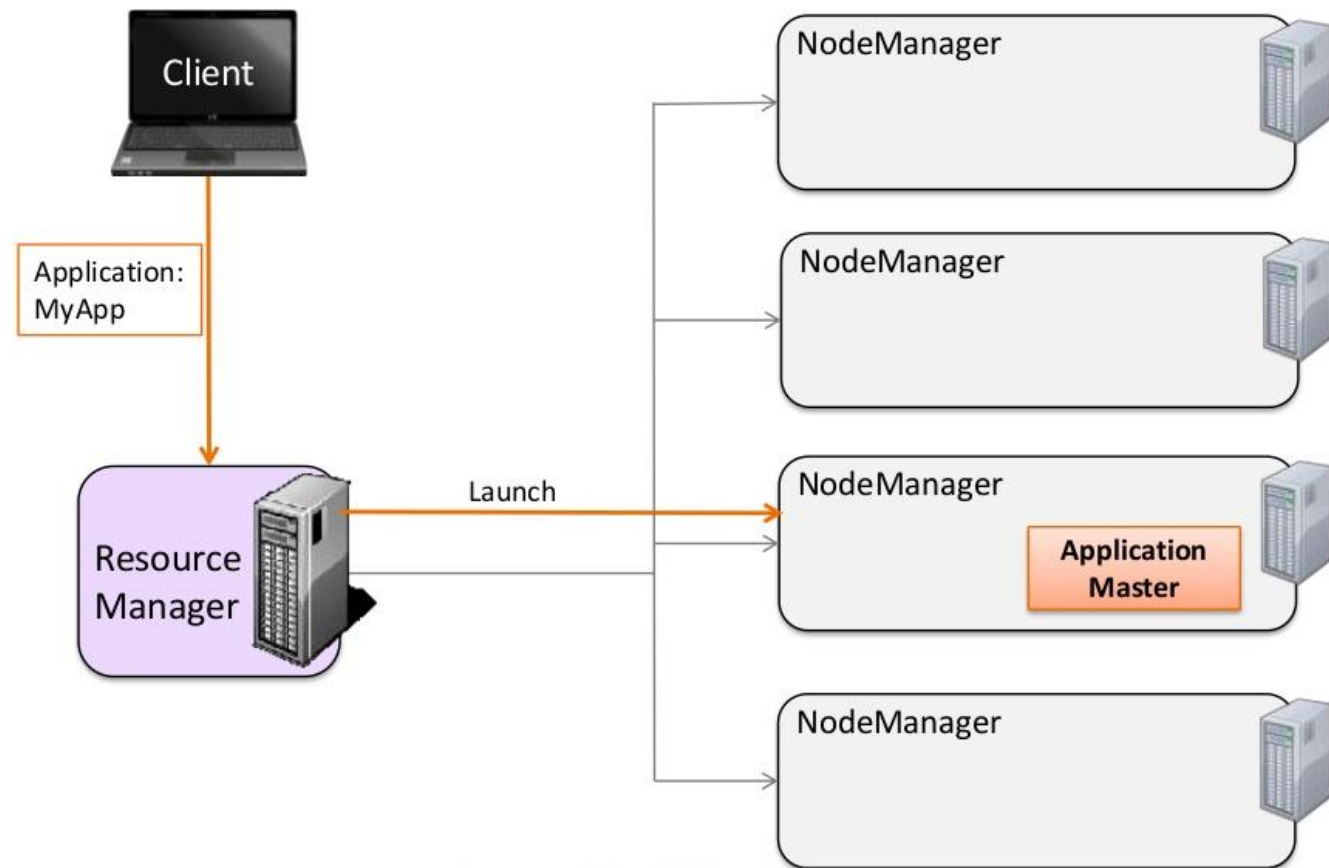 Client
NodeManager
NodeManager
Application:
MyApp
Launch
NodeManager
Resource
Manager
Application
Master
NodeManager